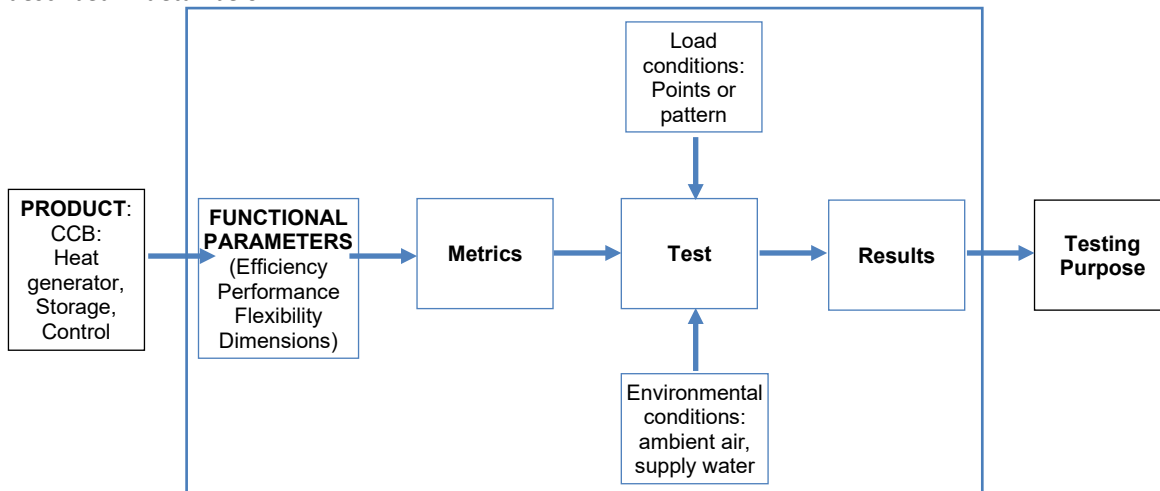 Load
conditions:
Points or
pattern
PRODUCT:
CCB:
Heat
generator,
Storage,
Control
FUNCTIONAL
PARAMETERS
(Efficiency
Performance
Flexibility
Dimensions)
Metrics
Test
Results
Testing
Purpose
Environmental
conditions:
ambient air,
supply water